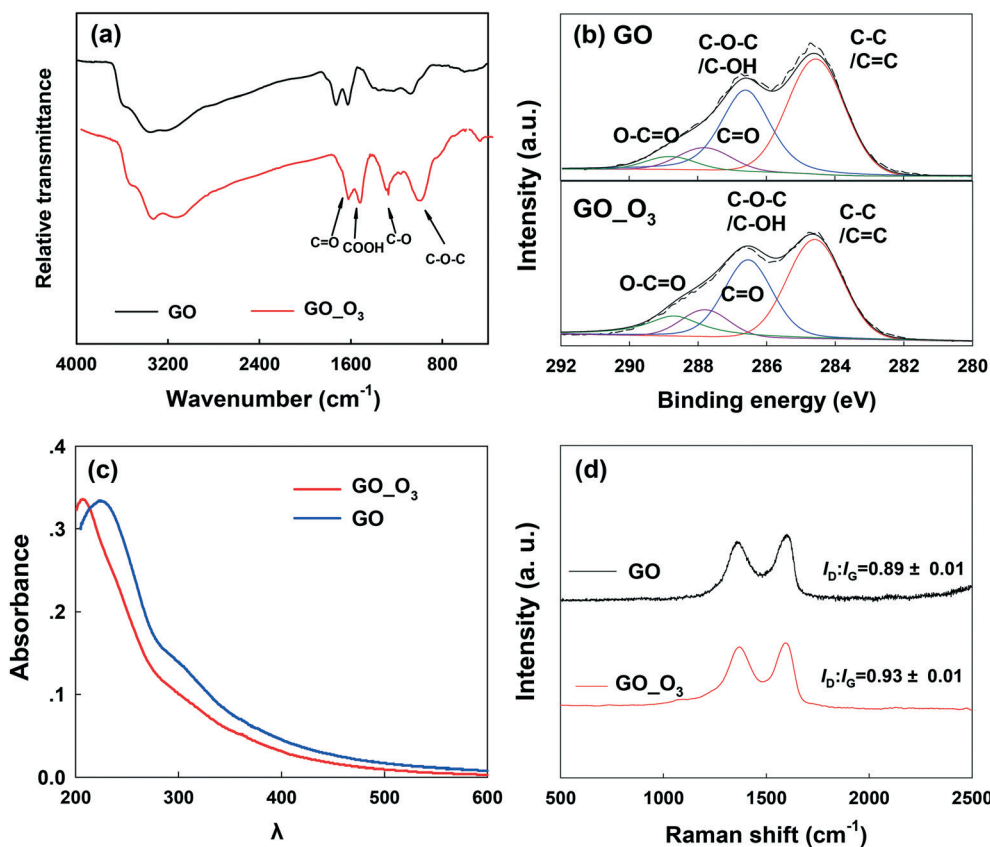 (a)
Relative transmittance
C=O
COOH
C-O
C-O-C
GO
GO_O3
4000 3200 2400 1600 800
Wavenumber (cm-1)
(b) GO
C-O-C
/C-OH
C-C
/C=C
O-C=O
C=O
GO_O3
C-O-C
/C-OH
C-C
/C=C
O-C=O
C=O
Intensity (a.u.)
292 290 288 286 284 282 280
Binding energy (eV)
(c)
GO_O3
GO
.4
.3
.2
.1
0.0
Absorbance
200 300 400 500 600
λ
(d)
GO
ID:IG=0.89 ± 0.01
GO_O3
ID:IG=0.93 ± 0.01
Intensity (a. u.)
500 1000 1500 2000 2500
Raman shift (cm-1)